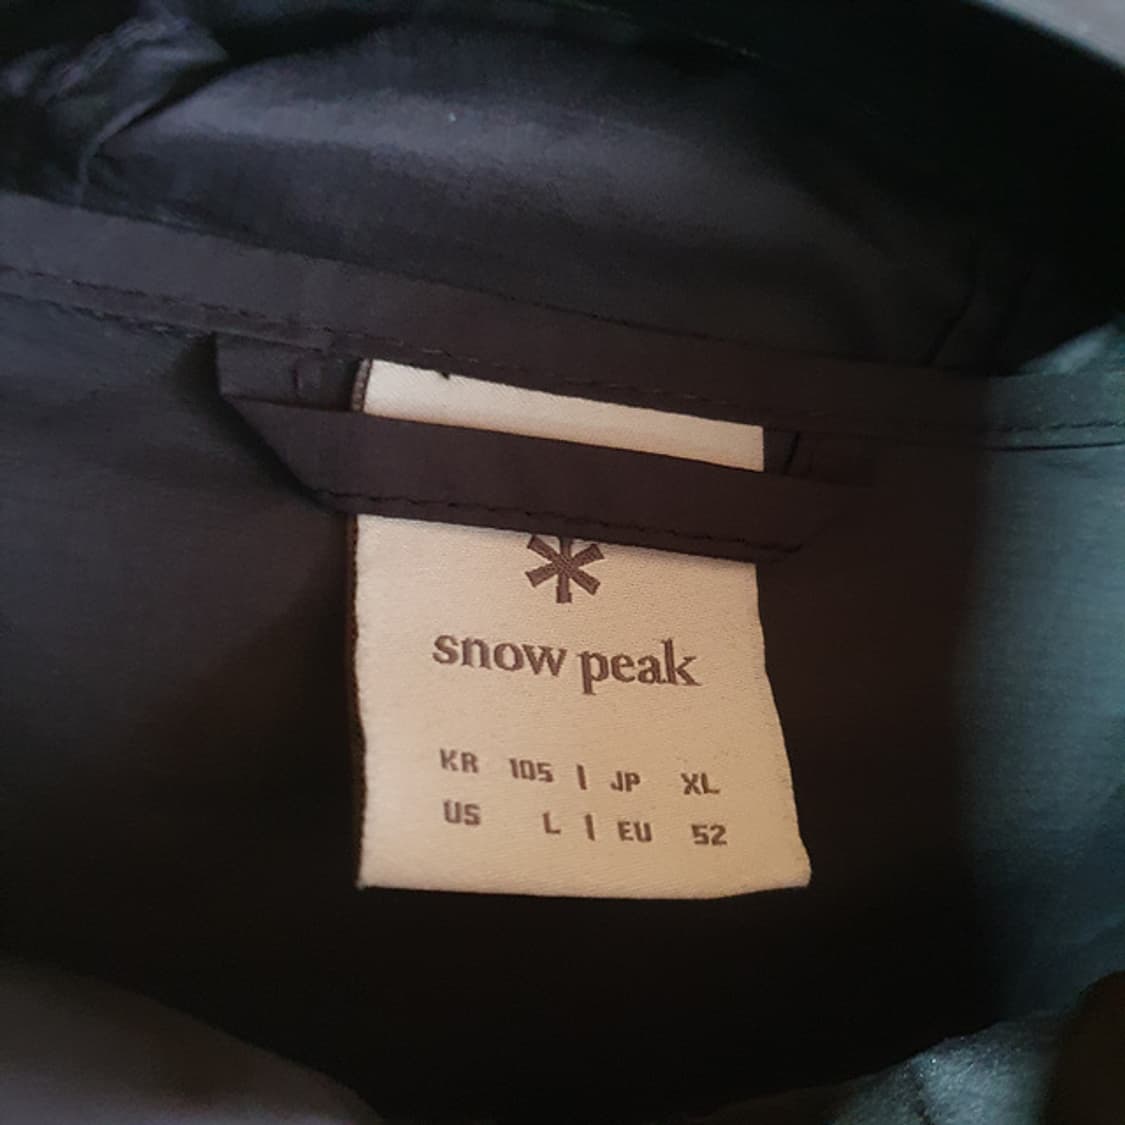 snow peak
KR 105 | JP XL
US L | EU 52